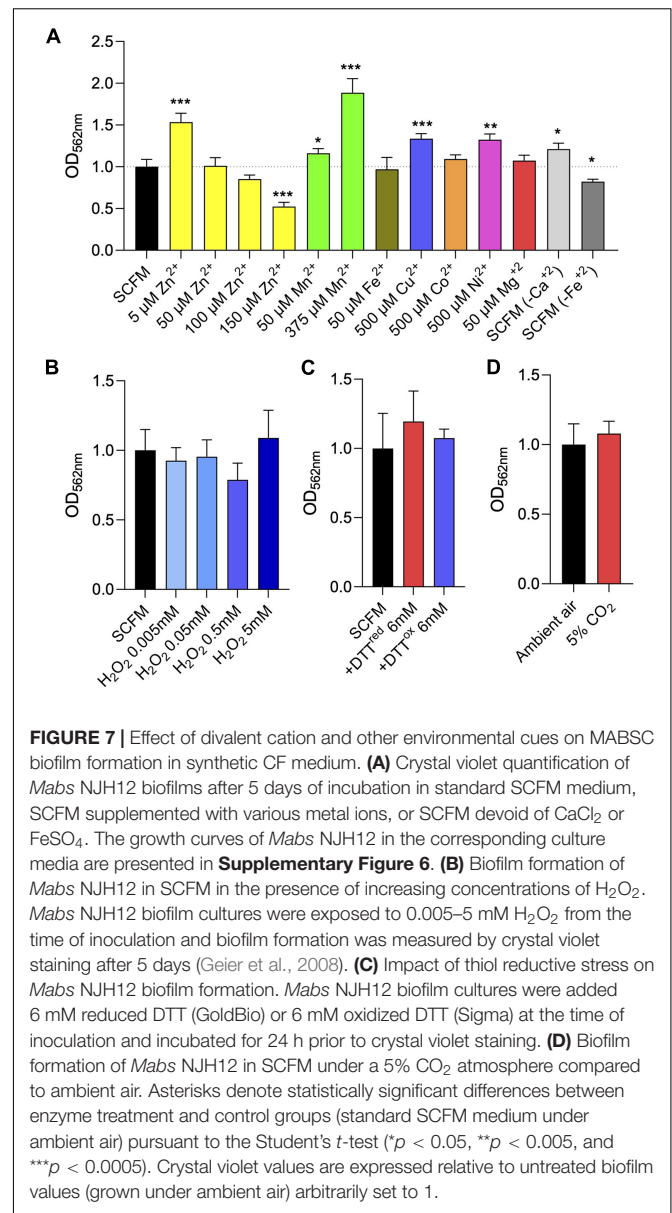 A
2.5
2.0
1.5
1.0
0.5
0.0
OD562nm
***
***
*
***
***
**
*
*
SCFM
5 µM Zn2+
50 µM Zn2+
100 µM Zn2+
150 µM Zn2+
50 µM Mn2+
375 µM Mn2+
50 µM Fe2+
500 µM Cu2+
500 µM Co2+
500 µM Ni2+
50 µM Mg+2
SCFM (-Ca+2)
SCFM (-Fe+2)
B
1.5
1.0
0.5
0.0
OD562nm
SCFM
H2O2 0.005mM
H2O2 0.05mM
H2O2 0.5mM
H2O2 5mM
C
1.5
1.0
0.5
0.0
OD562nm
SCFM
+DTTred 6mM
+DTTox 6mM
D
1.5
1.0
0.5
0.0
OD562nm
Ambient air
5% CO2
FIGURE 7 | Effect of divalent cation and other environmental cues on MABSC
biofilm formation in synthetic CF medium. (A) Crystal violet quantification of
Mabs NJH12 biofilms after 5 days of incubation in standard SCFM medium,
SCFM supplemented with various metal ions, or SCFM devoid of CaCl2 or
FeSO4. The growth curves of Mabs NJH12 in the corresponding culture
media are presented in Supplementary Figure 6. (B) Biofilm formation of
Mabs NJH12 in SCFM in the presence of increasing concentrations of H2O2.
Mabs NJH12 biofilm cultures were exposed to 0.005–5 mM H2O2 from the
time of inoculation and biofilm formation was measured by crystal violet
staining after 5 days (Geier et al., 2008). (C) Impact of thiol reductive stress on
Mabs NJH12 biofilm formation. Mabs NJH12 biofilm cultures were added
6 mM reduced DTT (GoldBio) or 6 mM oxidized DTT (Sigma) at the time of
inoculation and incubated for 24 h prior to crystal violet staining. (D) Biofilm
formation of Mabs NJH12 in SCFM under a 5% CO2 atmosphere compared
to ambient air. Asterisks denote statistically significant differences between
enzyme treatment and control groups (standard SCFM medium under
ambient air) pursuant to the Student's t-test (*p < 0.05, **p < 0.005, and
***p < 0.0005). Crystal violet values are expressed relative to untreated biofilm
values (grown under ambient air) arbitrarily set to 1.